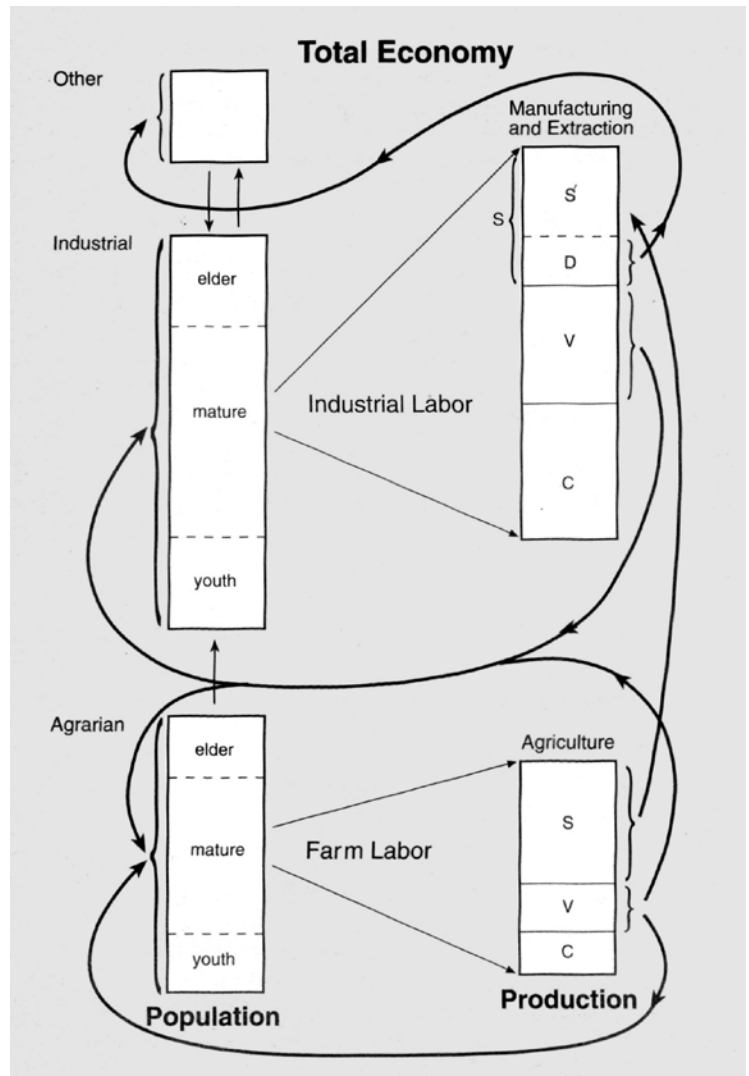 Total Economy
Other
Manufacturing
and Extraction
S'
S
D
Industrial
elder
V
mature
Industrial Labor
C
youth
Agrarian
elder
Agriculture
S
mature
Farm Labor
V
youth
C
Population
Production